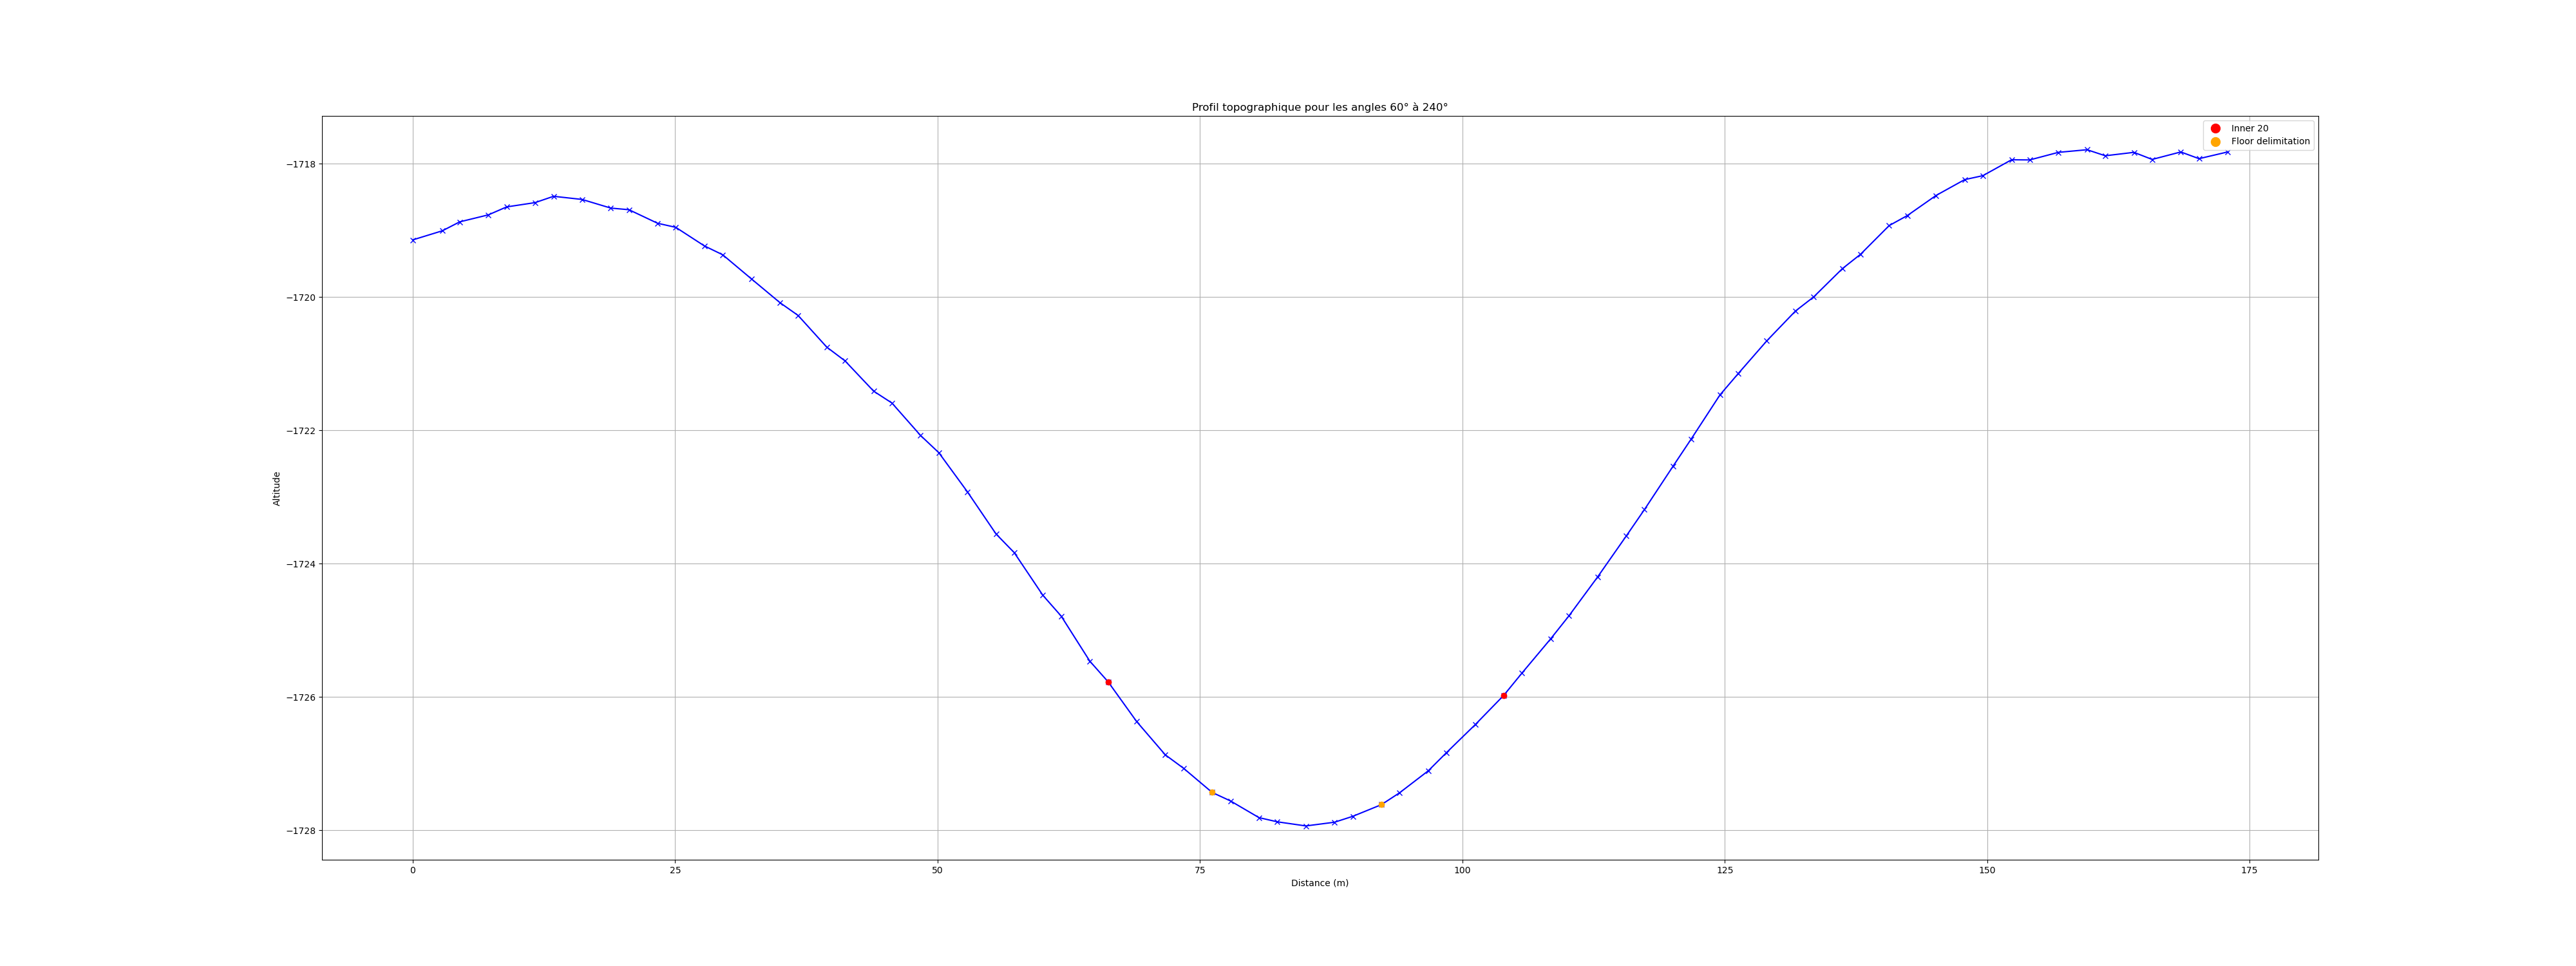 Profil topographique pour les angles 60° à 240°
Inner 20
Floor delimitation
−1718
−1720
−1722
−1724
−1726
−1728
Altitude
0 25 50 75 100 125 150 175
Distance (m)